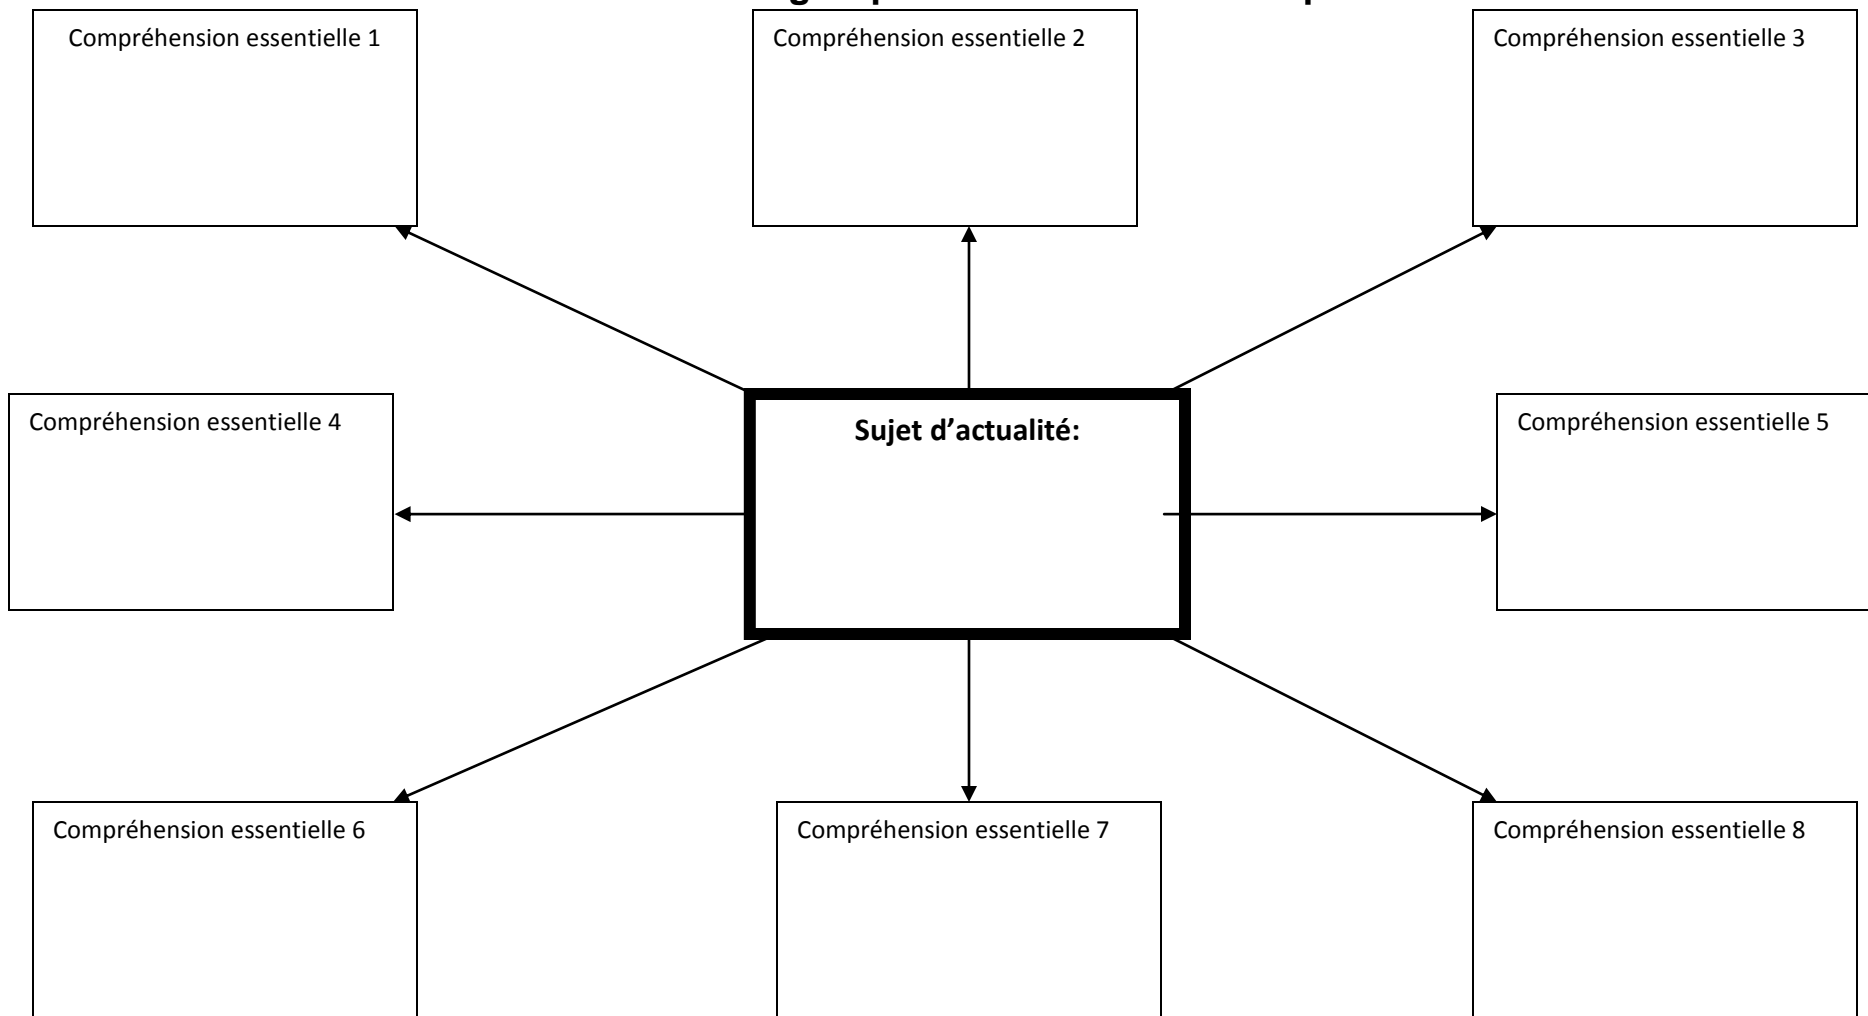 Compréhension essentielle 1
Compréhension essentielle 2
Compréhension essentielle 3
Compréhension essentielle 4
Sujet d’actualité:
Compréhension essentielle 5
Compréhension essentielle 6
Compréhension essentielle 7
Compréhension essentielle 8